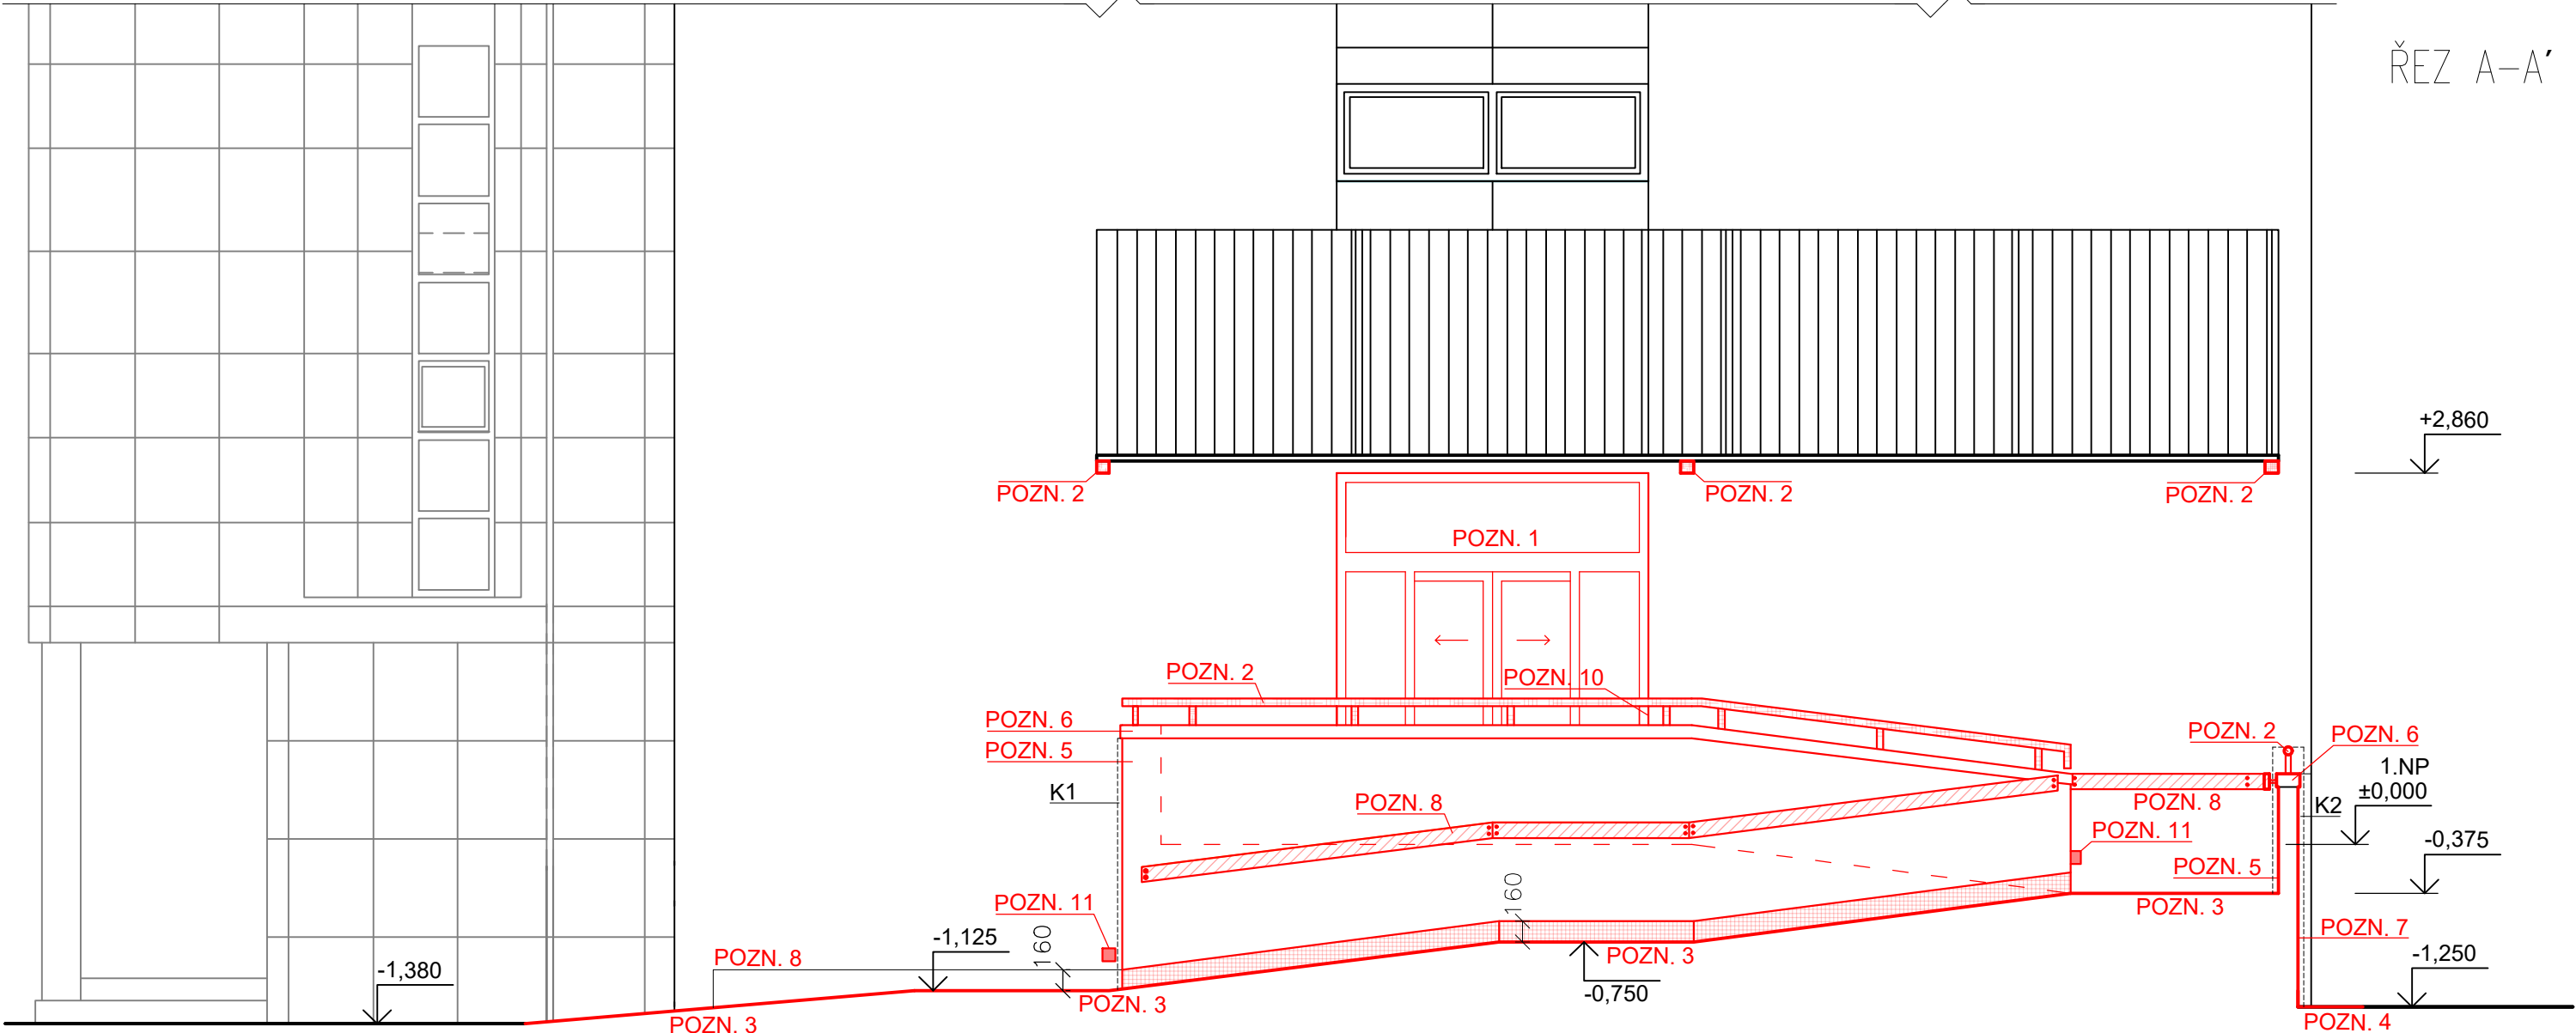 ŘEZ A-A'
+2,860
POZN. 2
POZN. 2
POZN. 2
POZN. 1
POZN. 2
POZN. 10
POZN. 6
POZN. 5
K1
POZN. 8
POZN. 2
POZN. 6
1.NP
±0,000
POZN. 8
K2
POZN. 11
-0,375
POZN. 5
POZN. 11
160
POZN. 3
-1,125
160
POZN. 8
POZN. 3
POZN. 7
-1,380
-1,250
-0,750
POZN. 3
POZN. 3
POZN. 4